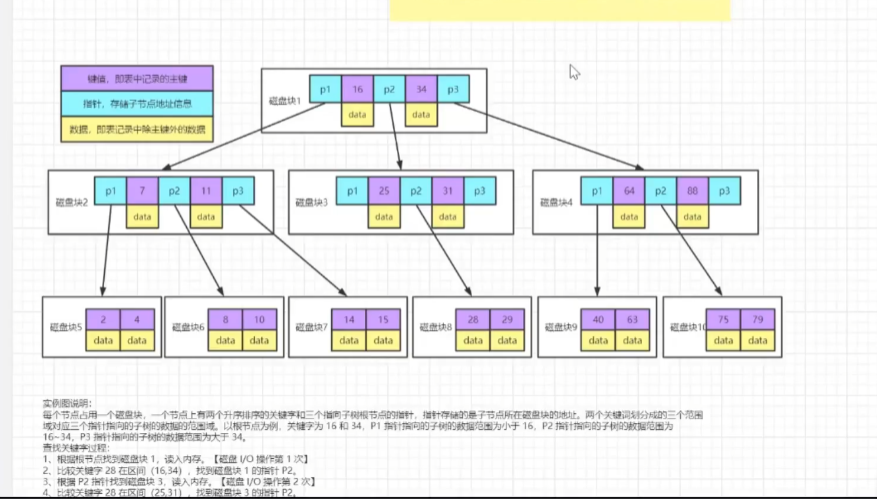 键值，即表中记录的主键
指针，存储子节点地址信息
数据，即表记录中除主键外的数据
磁盘块1
p1 16 p2 34 p3
data data
磁盘块2
p1 7 p2 11 p3
data data
磁盘块3
p1 25 p2 31 p3
data data
磁盘块4
p1 64 p2 88 p3
data data
磁盘块5
2 4
data data
磁盘块6
8 10
data data
磁盘块7
14 15
data data
磁盘块8
28 29
data data
磁盘块9
40 63
data data
磁盘块10
75 79
data data
实例图说明：
每个节点占用一个磁盘块，一个节点上有两个升序排序的关键字和三个指向子树根节点的指针，指针存储的是子节点所在磁盘块的地址。两个关键词划分成的三个范围
域对应三个指针指向的子树的数据的范围域。以根节点为例，关键字为 16 和 34，P1 指针指向的子树的数据范围为小于 16，P2 指针指向的子树的数据范围为
16~34，P3 指针指向的子树的数据范围为大于 34。
查找关键字过程：
1、根据根节点找到磁盘块 1，读入内存。【磁盘 I/O 操作第 1 次】
2、比较关键字 28 在区间（16,34），找到磁盘块 1 的指针 P2。
3、根据 P2 指针找到磁盘块 3，读入内存。【磁盘 I/O 操作第 2 次】
4、比较关键字 28 在区间（25,31），找到磁盘块 3 的指针 P2。